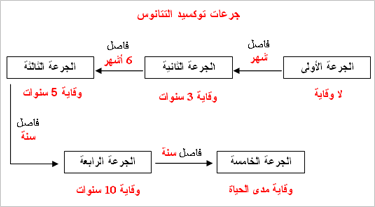 جرعات توكسيد التتانوس
الجرعة الأولى
لا وقاية
فاصل
شهر
الجرعة الثانية
وقاية 3 سنوات
فاصل
6 أشهر
الجرعة الثالثة
وقاية 5 سنوات
فاصل
سنة
الجرعة الرابعة
وقاية 10 سنوات
فاصل سنة
الجرعة الخامسة
وقاية مدى الحياة